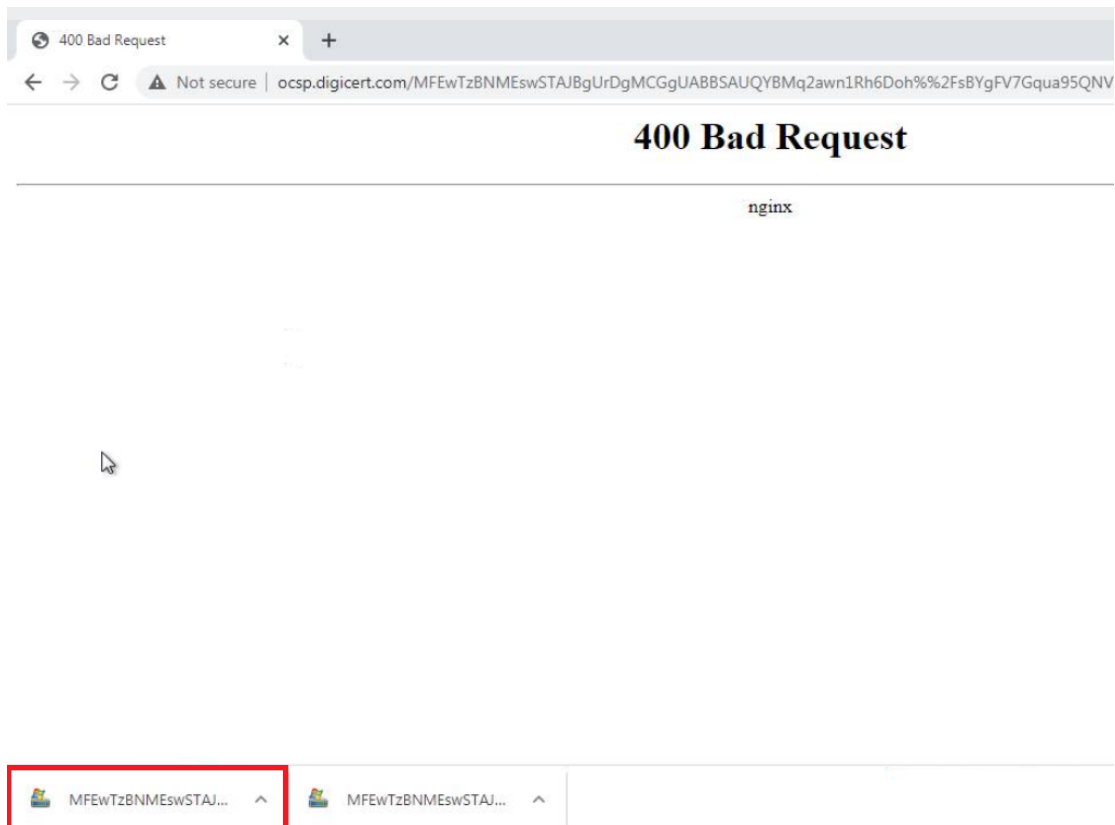 400 Bad Request
Not secure | ocsp.digicert.com/MFEwTzBNMEswSTAJBgUrDgMCGgUABBSAUQYBMq2awn1Rh6Doh%%2FsBYgFV7Gqua95QNV
400 Bad Request
nginx
MFEwTzBNMEswSTAJ...
MFEwTzBNMEswSTAJ...